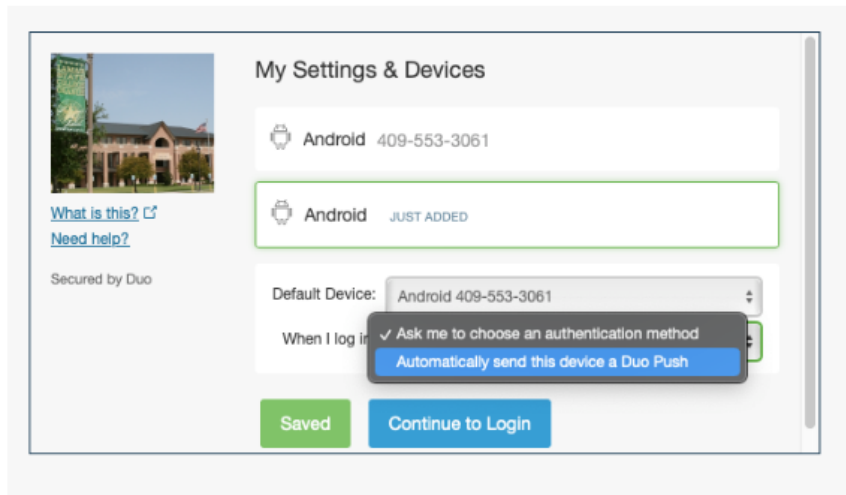 My Settings & Devices
Android 409-553-3061
Android JUST ADDED
What is this?
Need help?
Secured by Duo
Default Device: Android 409-553-3061
When I log in
✓ Ask me to choose an authentication method
Automatically send this device a Duo Push
Saved
Continue to Login